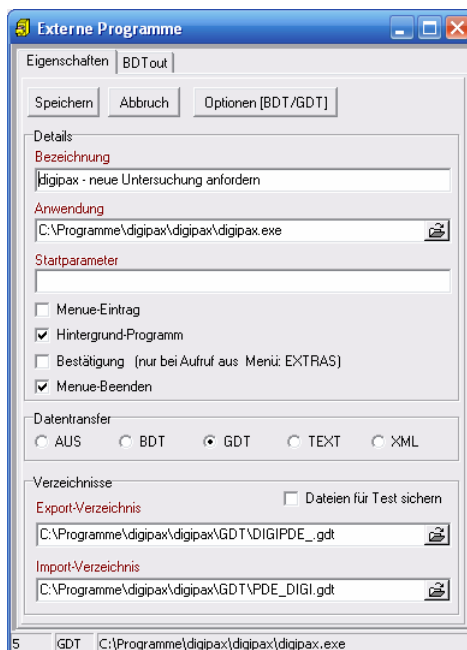 Externe Programme
Eigenschaften BDTout
Speichern Abbruch Optionen [BDT/GDT]
Details
Bezeichnung
digipax - neue Untersuchung anfordern
Anwendung
C:\Programme\digipax\digipax\digipax.exe
Startparameter
Menue-Eintrag
Hintergrund-Programm
Bestätigung (nur bei Aufruf aus Menü: EXTRAS)
Menue-Beenden
Datentransfer
AUS BDT GDT TEXT XML
Verzeichnisse
Dateien für Test sichern
Export-Verzeichnis
C:\Programme\digipax\digipax\GDT\DIGIPDE_.gdt
Import-Verzeichnis
C:\Programme\digipax\digipax\GDT\PDE_DIGI.gdt
5 GDT C:\Programme\digipax\digipax\digipax.exe